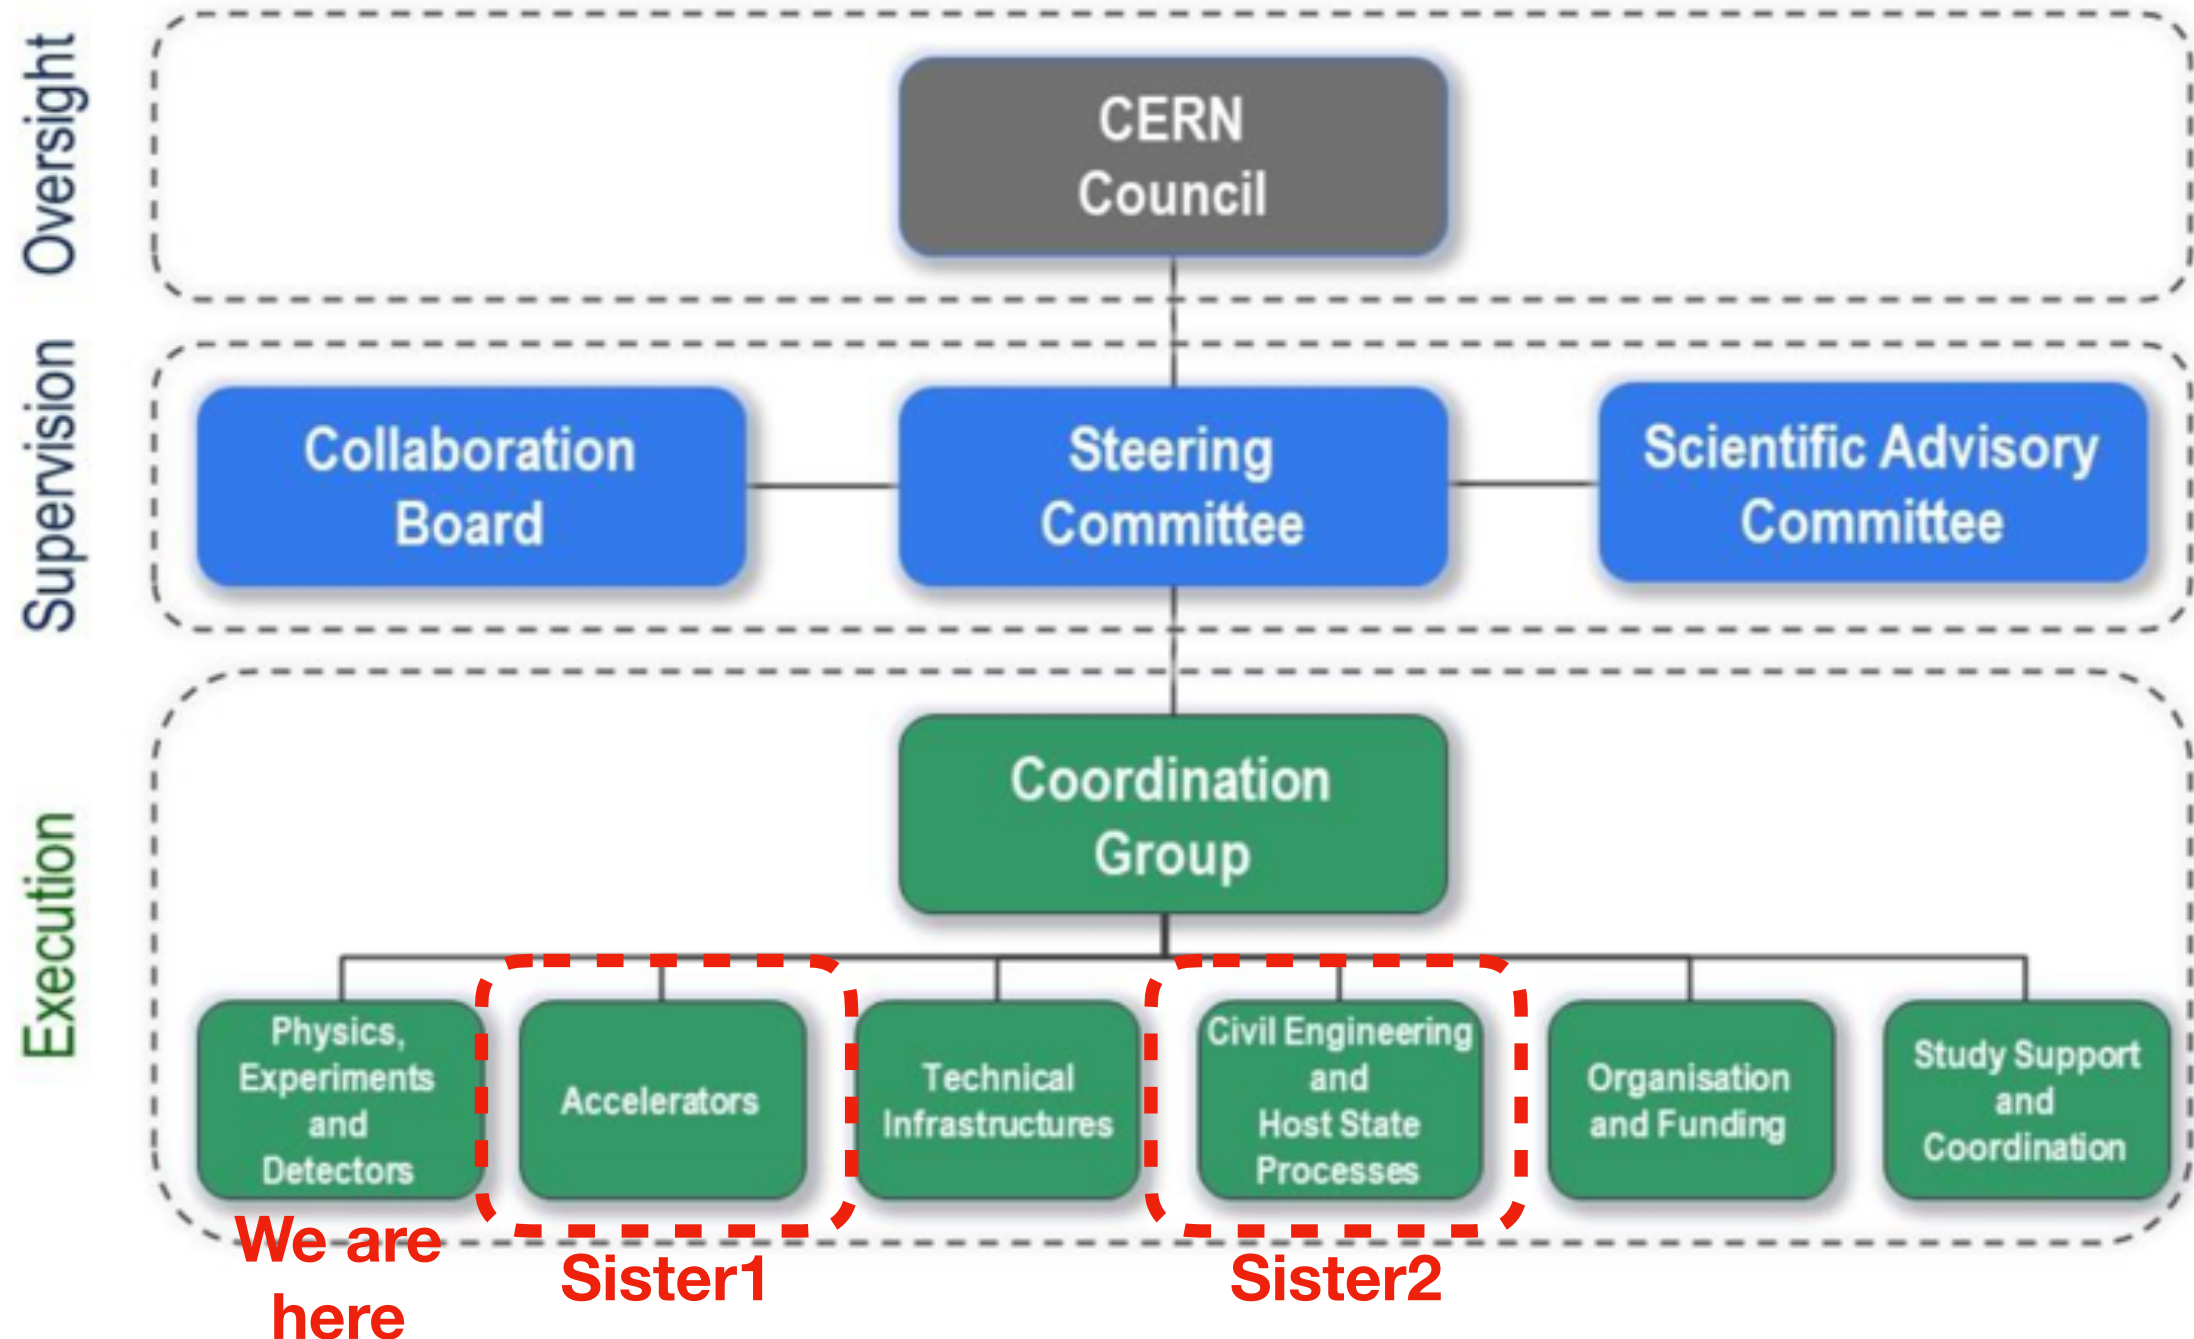 Oversight
CERN
Council
Supervision
Collaboration
Board
Steering
Committee
Scientific Advisory
Committee
Execution
Coordination
Group
Physics,
Experiments
and
Detectors
Accelerators
Technical
Infrastructures
Civil Engineering
and
Host State
Processes
Organisation
and Funding
Study Support
and
Coordination
We are
here
Sister1
Sister2